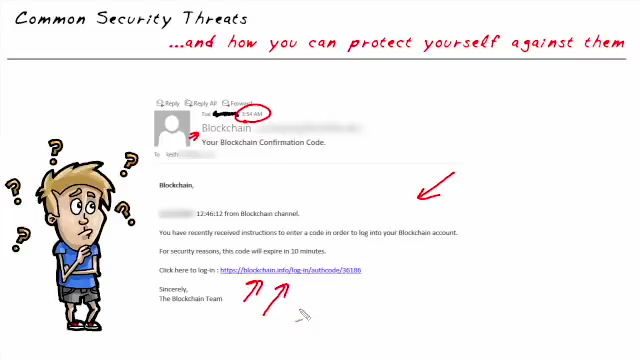 Common Security Threats
...and how you can protect yourself against them
Reply Reply All Forward
Tue 3:54 AM
Blockchain
Your Blockchain Confirmation Code.
To
Blockchain,
12:46:12 from Blockchain channel.
You have recently received instructions to enter a code in order to log into your Blockchain account.
For security reasons, this code will expire in 10 minutes.
Click here to log-in : https://blockchain.info/log-in/authcode/36186
Sincerely,
The Blockchain Team